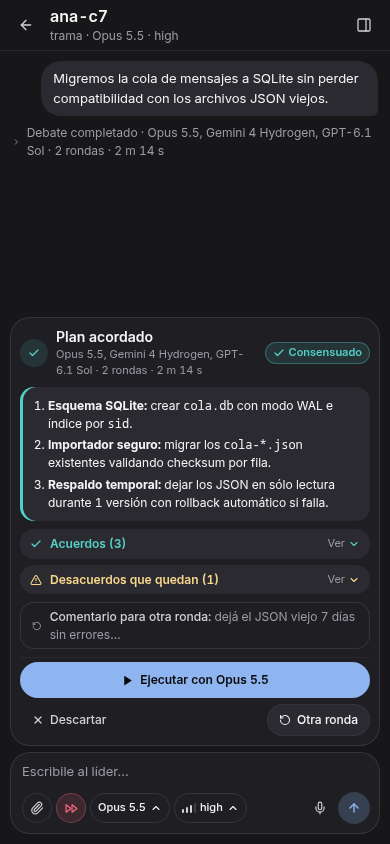 ana-c7
trama · Opus 5.5 · high
Migremos la cola de mensajes a SQLite sin perder
compatibilidad con los archivos JSON viejos.
Debate completado · Opus 5.5, Gemini 4 Hydrogen, GPT-6.1
Sol · 2 rondas · 2 m 14 s
Plan acordado
Opus 5.5, Gemini 4 Hydrogen, GPT-
6.1 Sol · 2 rondas · 2 m 14 s
Consensuado
1. Esquema SQLite: crear cola.db con modo WAL e
índice por sid.
2. Importador seguro: migrar los cola-*.json
existentes validando checksum por fila.
3. Respaldo temporal: dejar los JSON en sólo lectura
durante 1 versión con rollback automático si falla.
Acuerdos (3)
Ver
Desacuerdos que quedan (1)
Ver
Comentario para otra ronda: dejá el JSON viejo 7 días
sin errores...
Ejecutar con Opus 5.5
Descartar
Otra ronda
Escribile al líder...
Opus 5.5
high